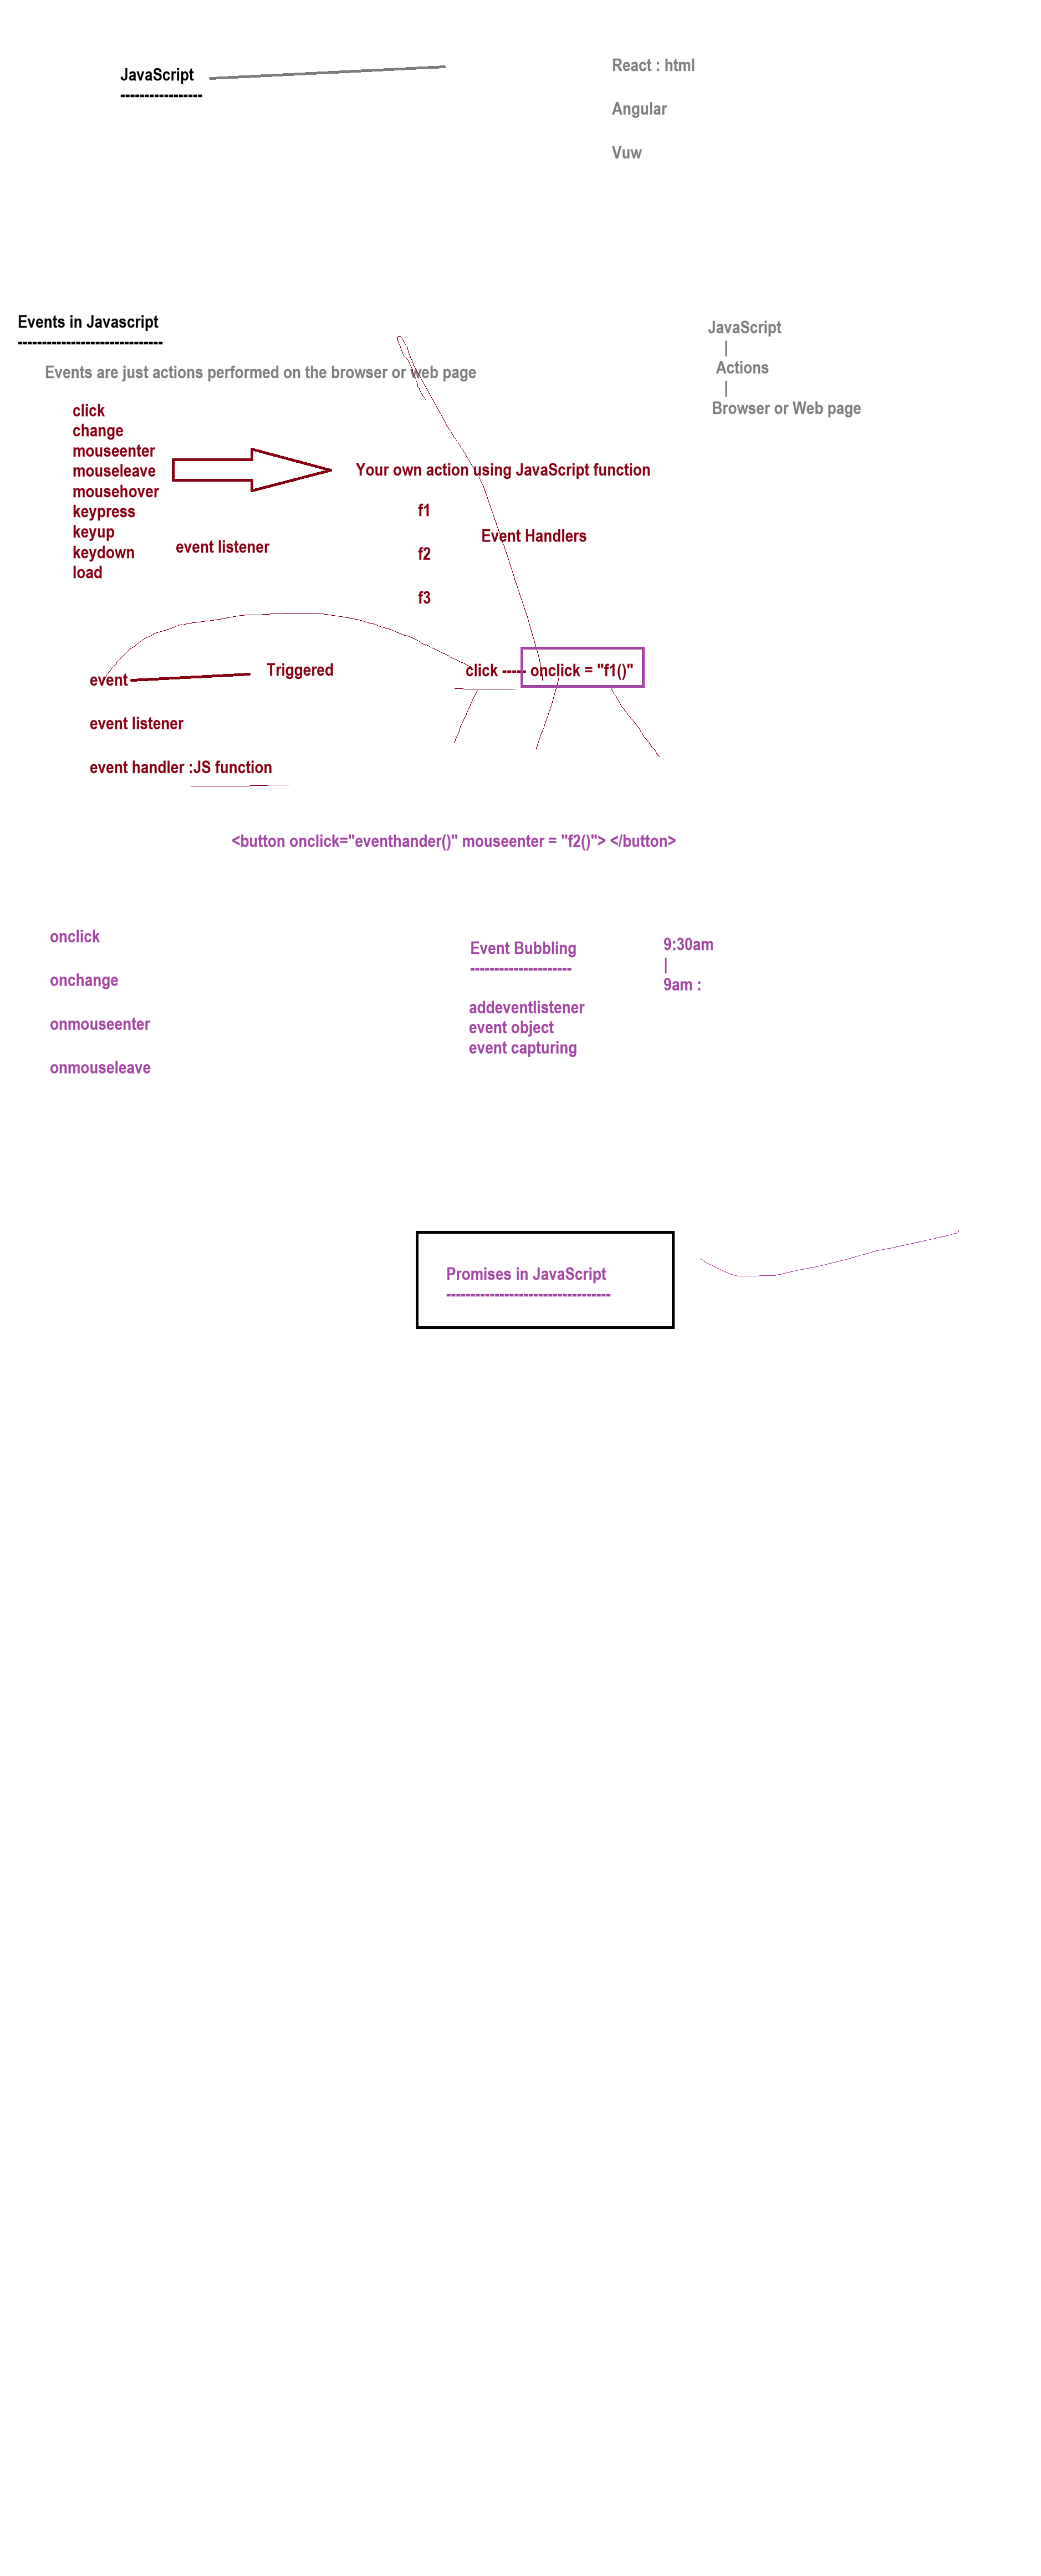 JavaScript
-----------------
React : html
Angular
Vuw
Events in Javascript
------------------------------
Events are just actions performed on the browser or web page
JavaScript
|
Actions
|
Browser or Web page
click
change
mouseenter
mouseleave
mousehover
keypress
keyup
keydown
load
event listener
Your own action using JavaScript function
f1
f2
f3
Event Handlers
event
Triggered
event listener
event handler :JS function
click ----- onclick = "f1()"
<button onclick="eventhander()" mouseenter = "f2()"> </button>
onclick
onchange
onmouseenter
onmouseleave
Event Bubbling
---------------------
addeventlistener
event object
event capturing
9:30am
|
9am :
Promises in JavaScript
----------------------------------